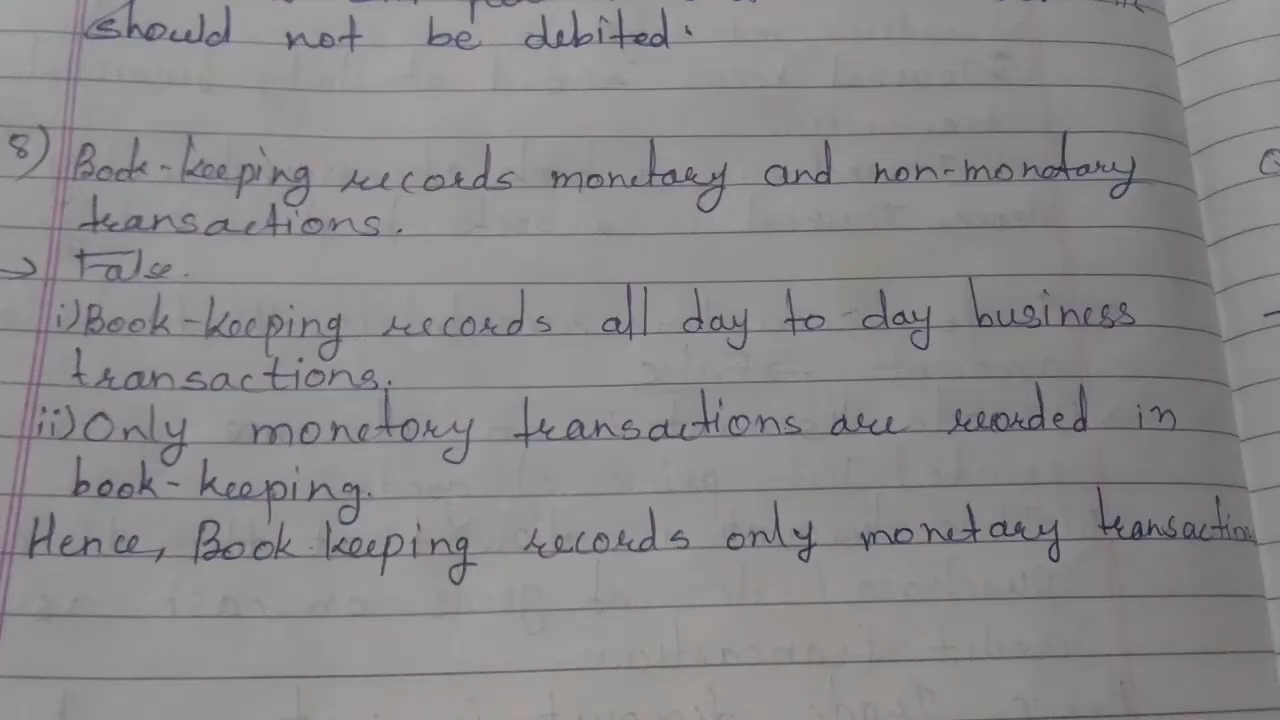 should not be debited.
8) Book-keeping records monetary and non-monetary
transactions.
→ False.
i) Book-keeping records all day to day business
transactions.
ii) Only monetory transactions are recorded in
book-keeping.
Hence, Book keeping records only monetary transaction